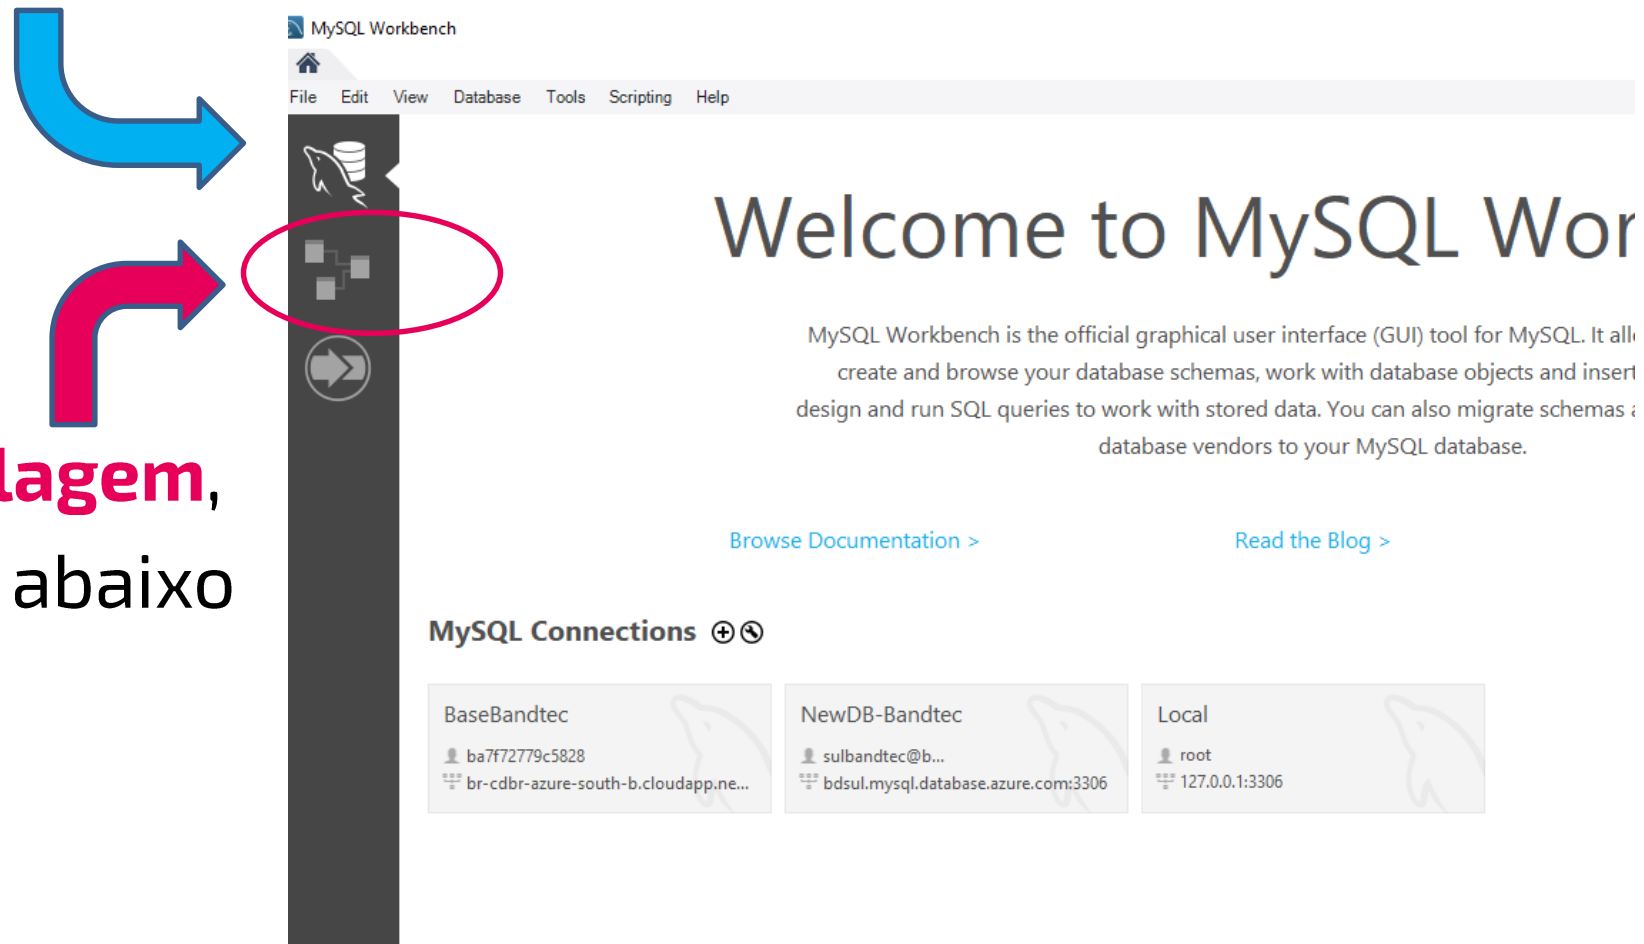 MySQL Workbench
File Edit View Database Tools Scripting Help
Welcome to MySQL Wor
MySQL Workbench is the official graphical user interface (GUI) tool for MySQL. It all
create and browse your database schemas, work with database objects and insert
design and run SQL queries to work with stored data. You can also migrate schemas a
database vendors to your MySQL database.
lagem,
abaixo
Browse Documentation >
Read the Blog >
MySQL Connections
BaseBandtec
ba7f72779c5828
br-cdbr-azure-south-b.cloudapp.ne...
NewDB-Bandtec
sulbandtec@b...
bdsul.mysql.database.azure.com:3306
Local
root
127.0.0.1:3306